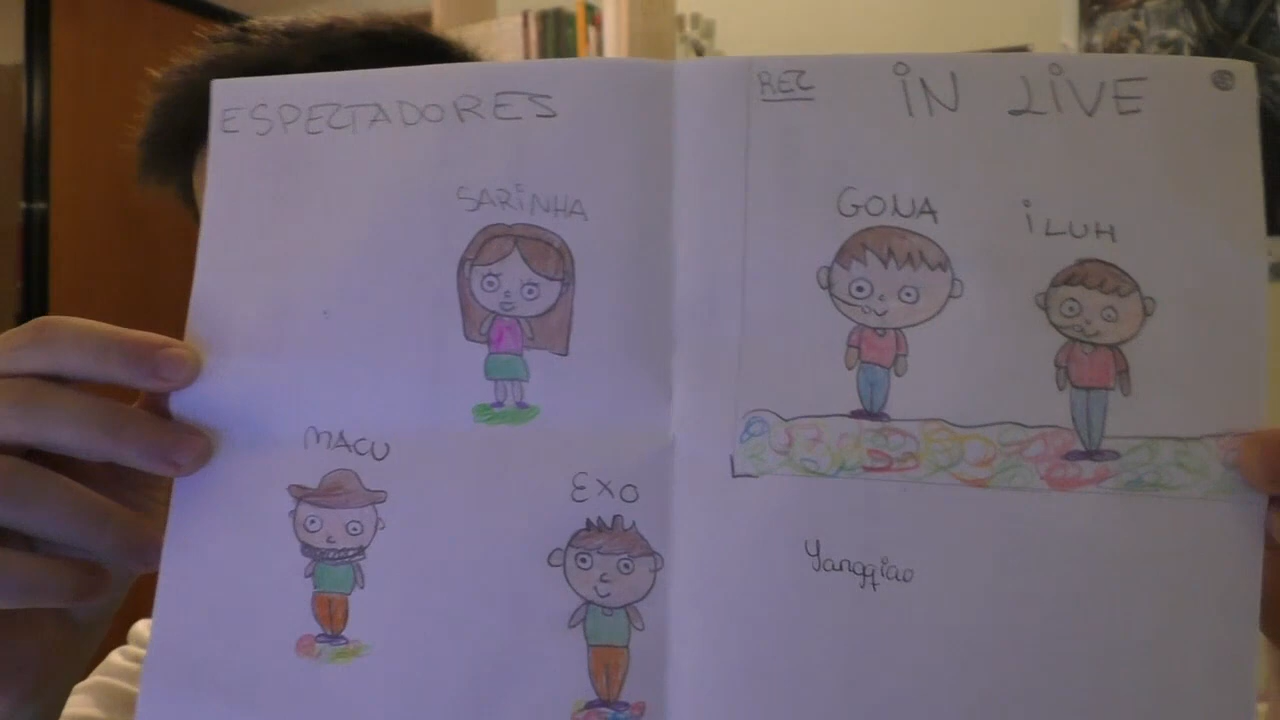 ESPECTADORES
SARINHA
MACU
EXO
REC
iN LiVE
GONA
iLUH
Yangqiao